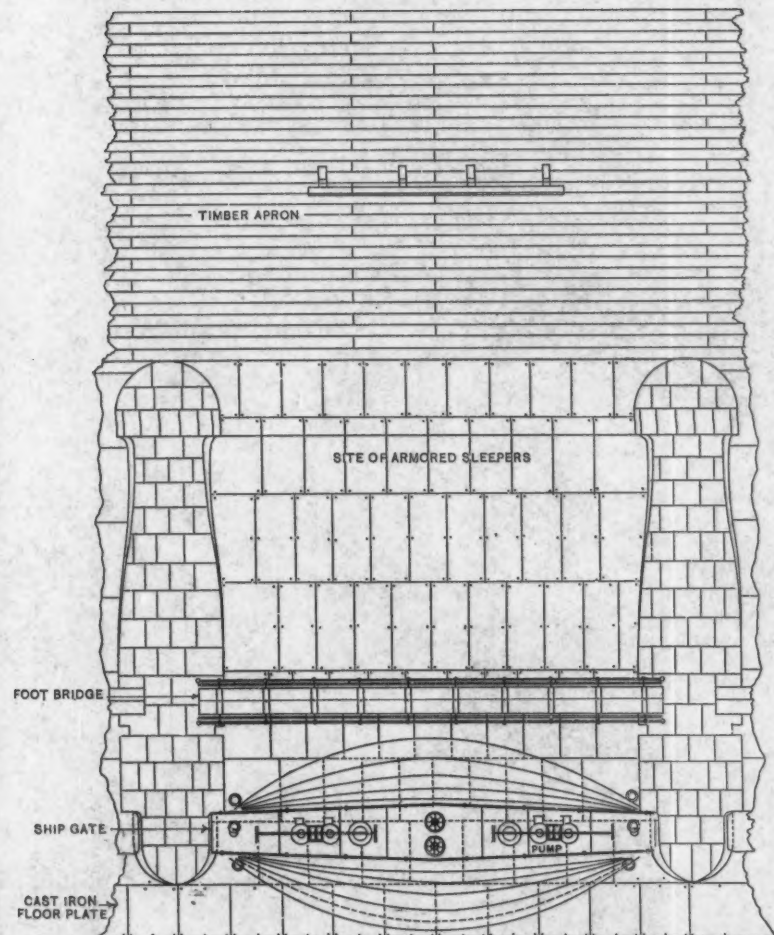 TIMBER APRON
SITE OF ARMORED SLEEPERS
FOOT BRIDGE
SHIP GATE
PUMP
CAST IRON
FLOOR PLATE